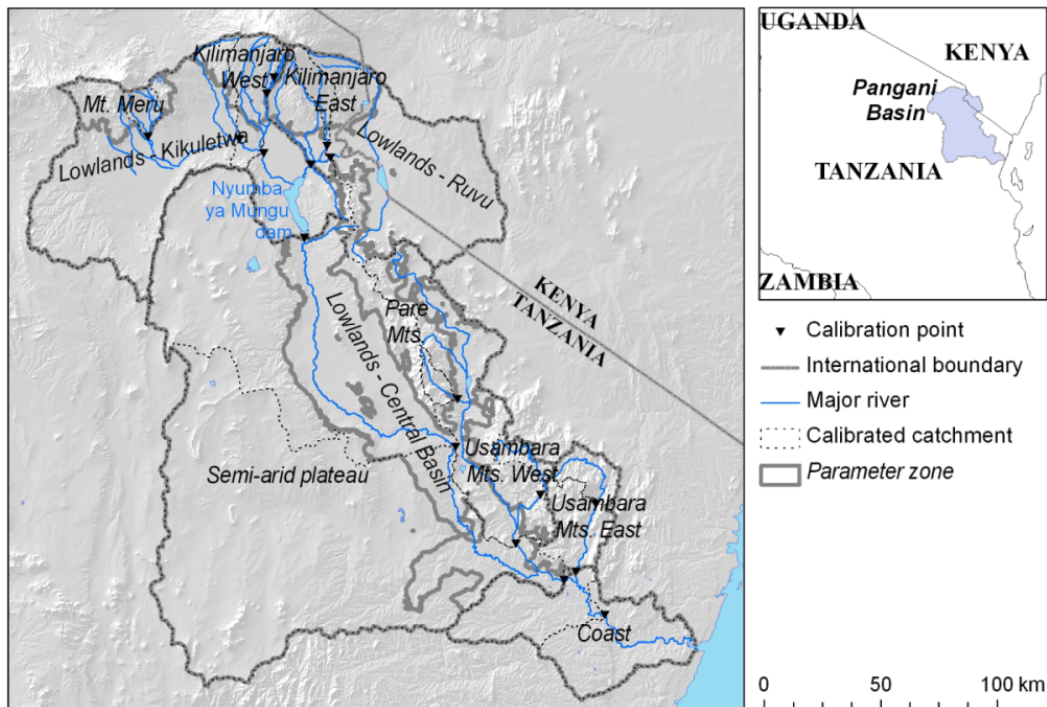 Kilimanjaro
West
Kilimanjaro
East
Mt. Meru
Lowlands - Kikuletwa
Lowlands - Ruvu
Nyumba
ya Mungu
dam
KENYA
TANZANIA
Pare
Mts.
Lowlands - Central Basin
Usambara
Mts. West
Semi-arid plateau
Usambara
Mts. East
Coast
UGANDA
KENYA
Pangani
Basin
TANZANIA
ZAMBIA
Calibration point
International boundary
Major river
Calibrated catchment
Parameter zone
0 50 100 km